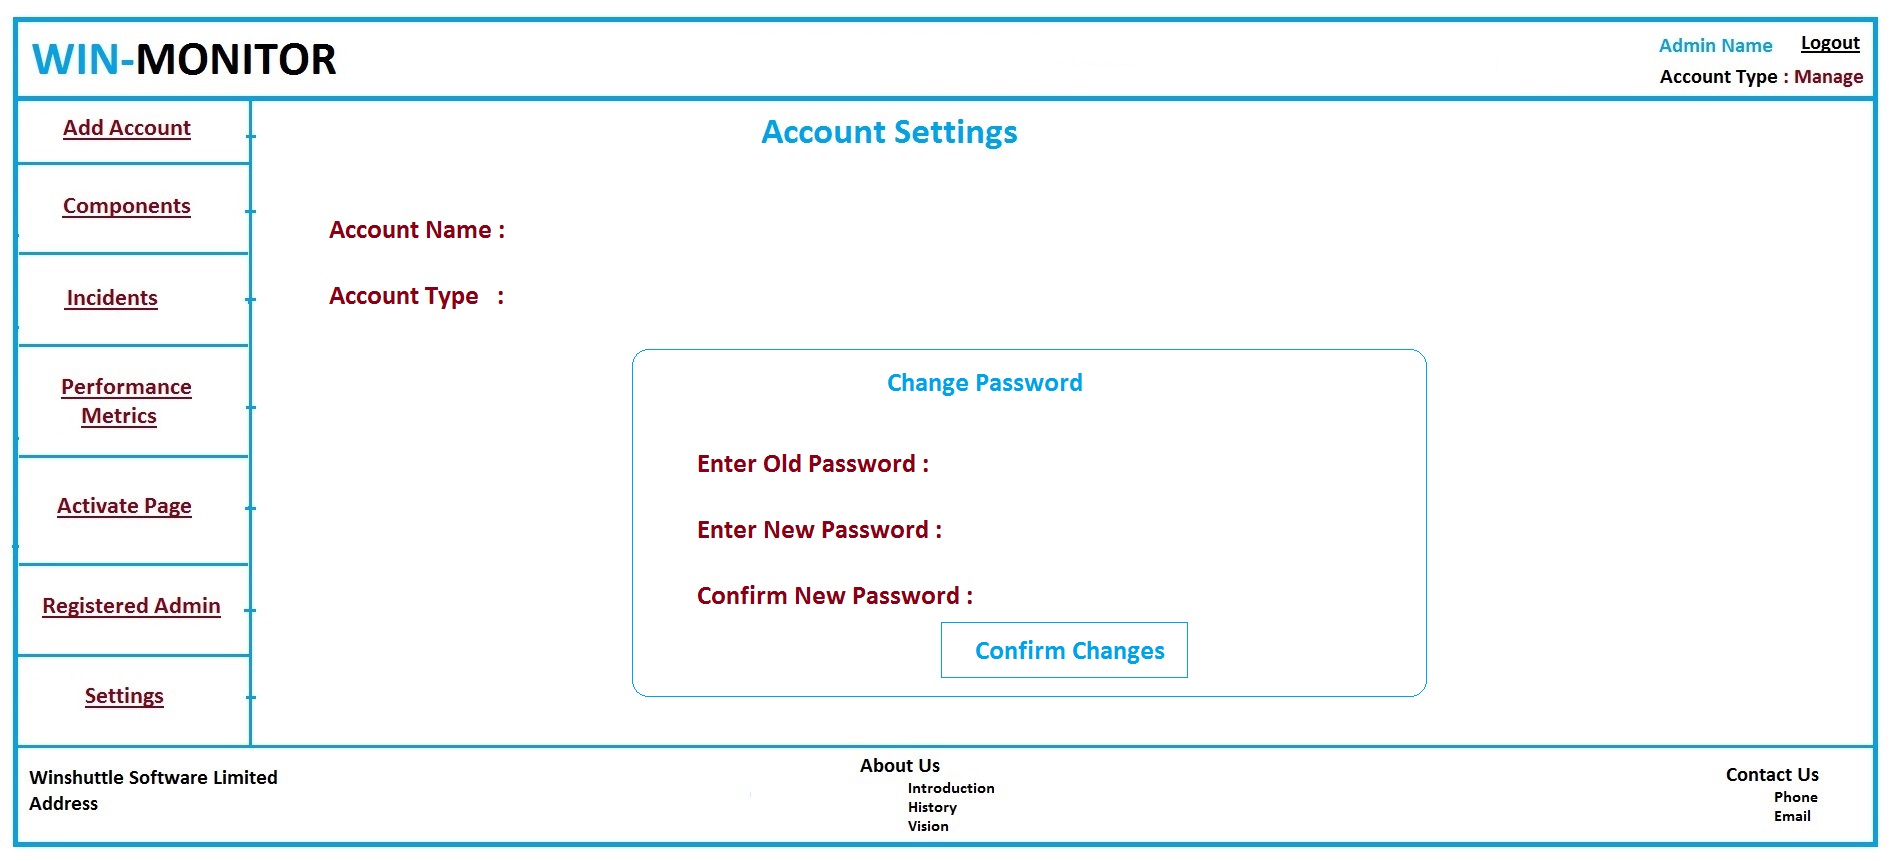 WIN-MONITOR
Admin Name Logout
Account Type : Manage
Add Account
Components
Incidents
Performance
Metrics
Activate Page
Registered Admin
Settings
Account Settings
Account Name :
Account Type :
Change Password
Enter Old Password :
Enter New Password :
Confirm New Password :
Confirm Changes
Winshuttle Software Limited
Address
About Us
Introduction
History
Vision
Contact Us
Phone
Email